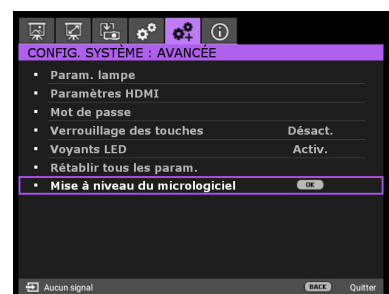 CONFIG. SYSTÈME : AVANCÉE
Param. lampe
Paramètres HDMI
Mot de passe
Verrouillage des touches Désact.
Voyants LED Activ.
Rétablir tous les param.
Mise à niveau du micrologiciel OK
Aucun signal BACK Quitter